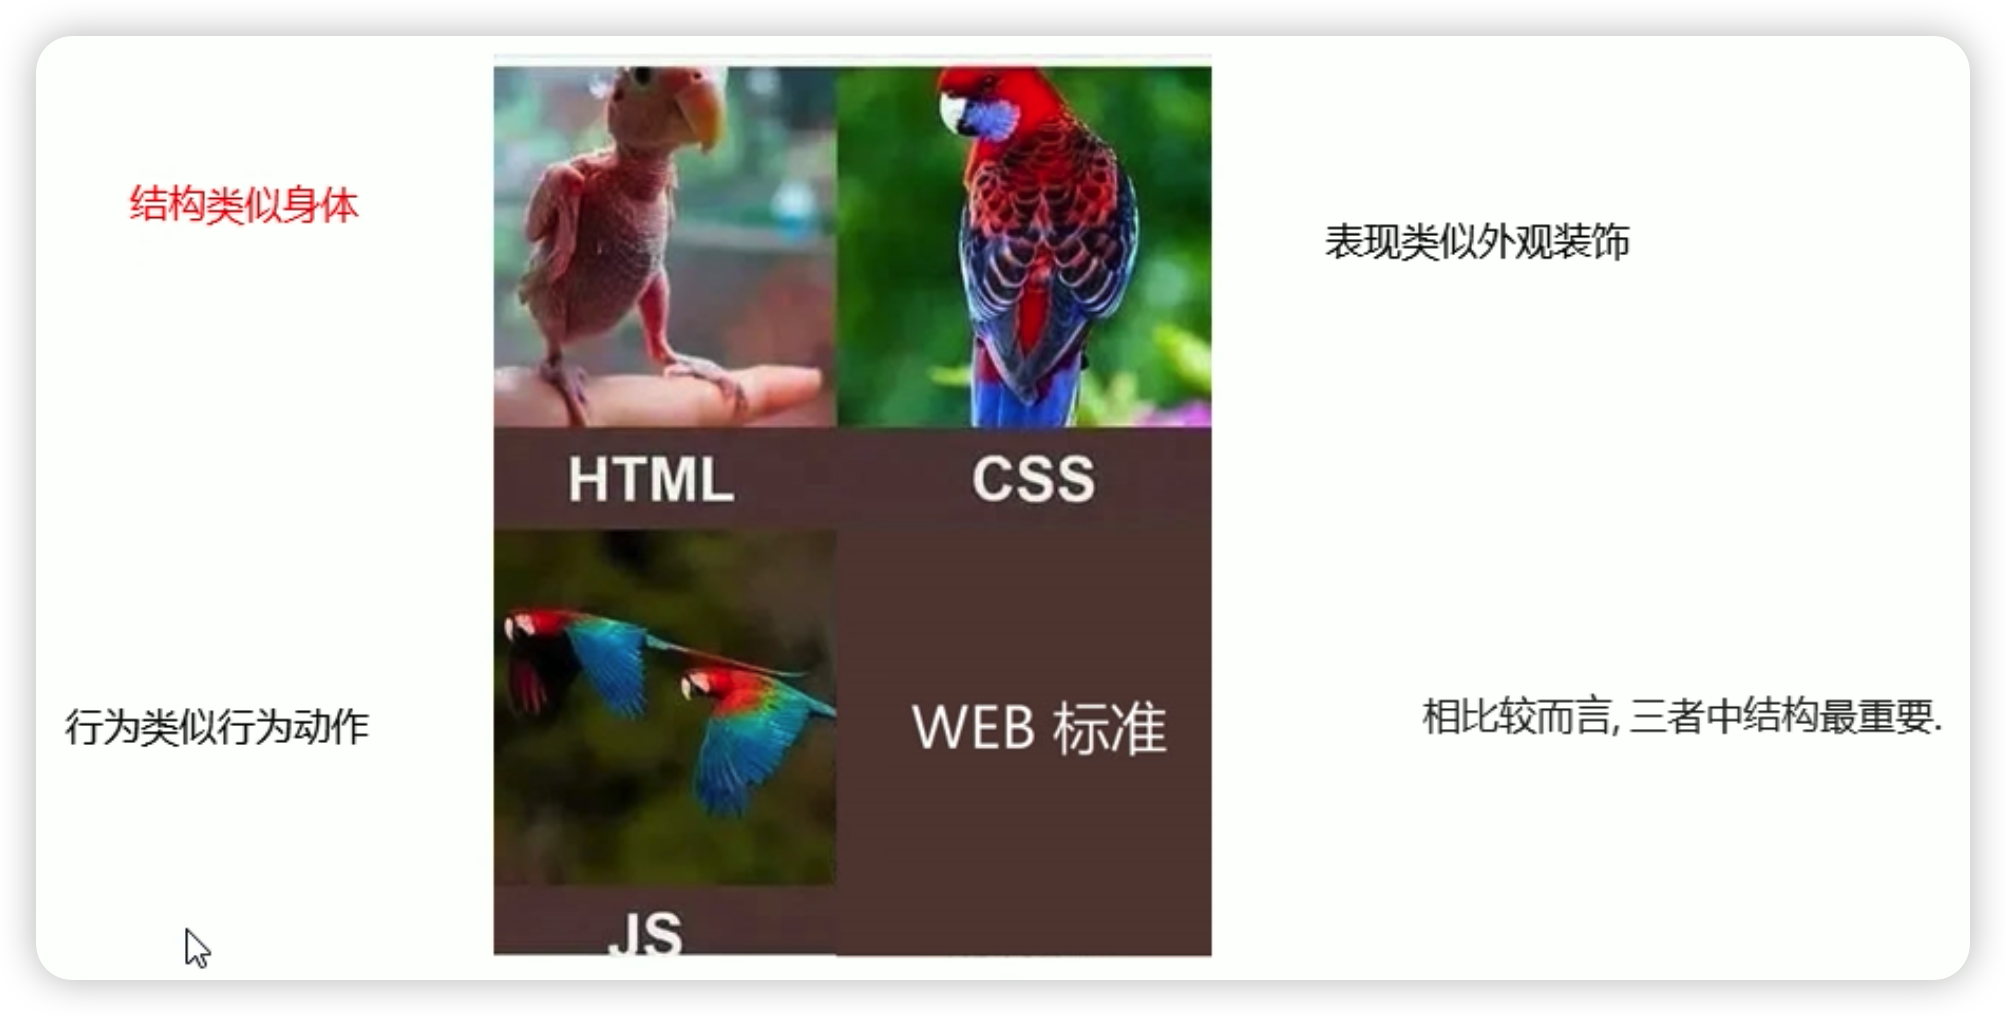 结构类似身体
表现类似外观装饰
HTML
CSS
行为类似行为动作
WEB 标准
相比较而言, 三者中结构最重要.
JS